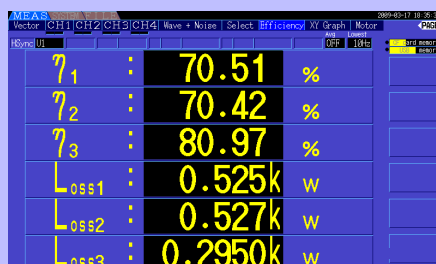 MEAS
2009-03-17 18:35:
Vector CH1 CH2 CH3 CH4 Wave + Noise Select Efficiency XY Graph Motor
PAGE
HSync U1
Avg OFF
Lowest 10Hz
η1 : 70.51 %
η2 : 70.42 %
η3 : 80.97 %
Loss1 : 0.525k W
Loss2 : 0.527k W
Loss3 : 0.2950k W